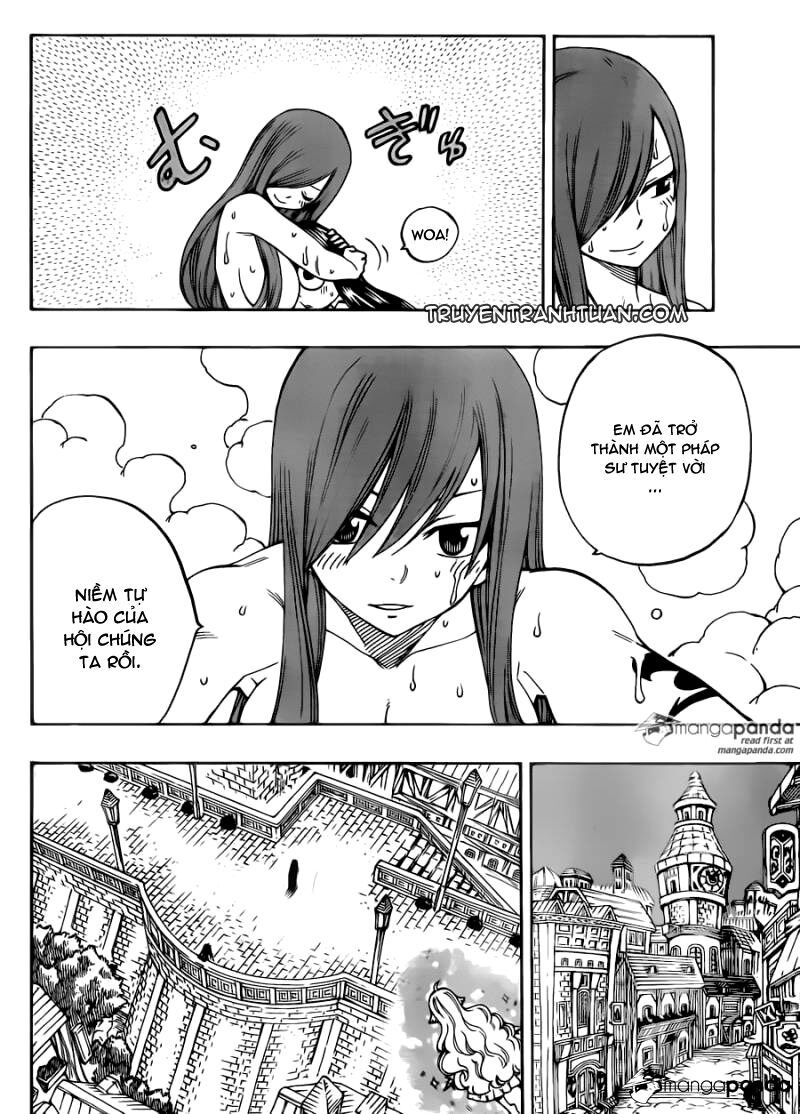 む
ぎゅ
WOA!
TRUYENTRANHTUAN.COM
EM ĐÃ TRỞ
THÀNH MỘT PHÁP
SƯ TUYỆT VỜI
...
NIỀM TỰ
HÀO CỦA
HỘI CHÚNG
TA RỒI.
mangapanda
read first at
mangapanda.com
mangapanda